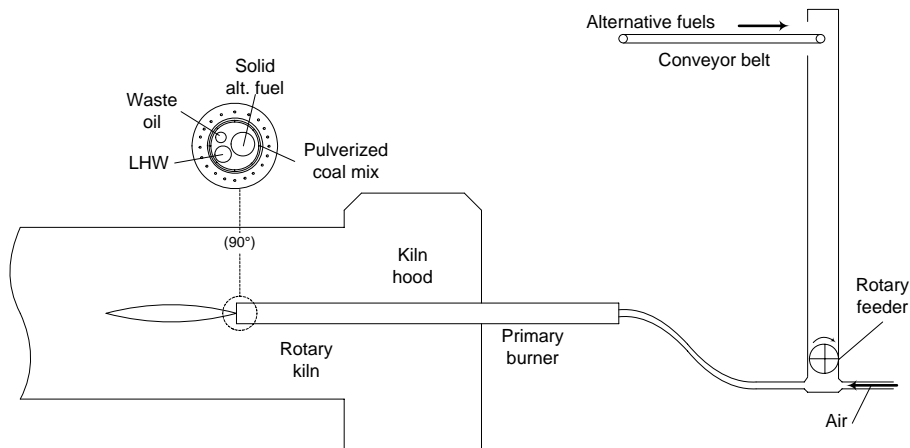 Alternative fuels
Conveyor belt
Solid
alt. fuel
Waste
oil
LHW
Pulverized
coal mix
(90°)
Kiln
hood
Rotary
feeder
Primary
burner
Rotary
kiln
Air